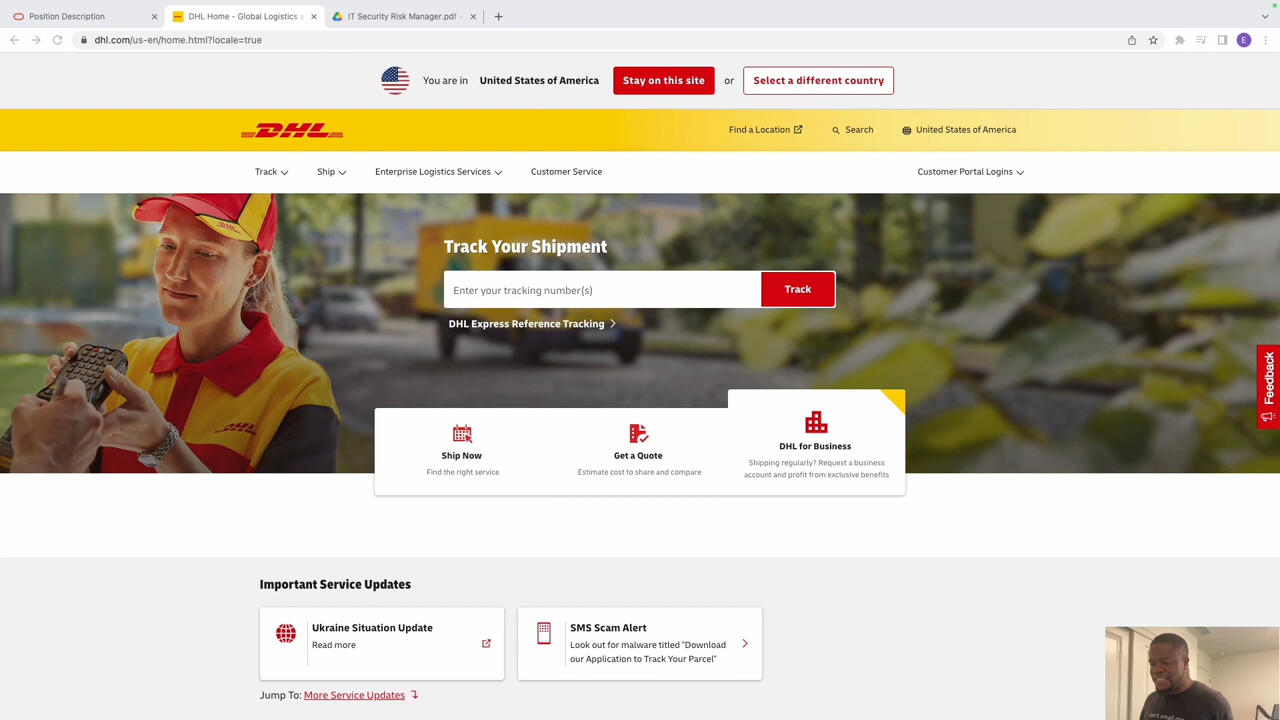 Position Description
DHL Home - Global Logistics a
IT Security Risk Manager.pdf -
dhl.com/us-en/home.html?locale=true
E
You are in United States of America Stay on this site or Select a different country
DHL
Find a Location Search United States of America
Track Ship Enterprise Logistics Services Customer Service Customer Portal Logins
DHL
Track Your Shipment
Enter your tracking number(s) Track
DHL Express Reference Tracking
Feedback
DHL
Ship Now
Find the right service
Get a Quote
Estimate cost to share and compare
DHL for Business
Shipping regularly? Request a business
account and profit from exclusive benefits
Important Service Updates
Ukraine Situation Update
Read more
SMS Scam Alert
Look out for malware titled "Download
our Application to Track Your Parcel"
Jump To: More Service Updates